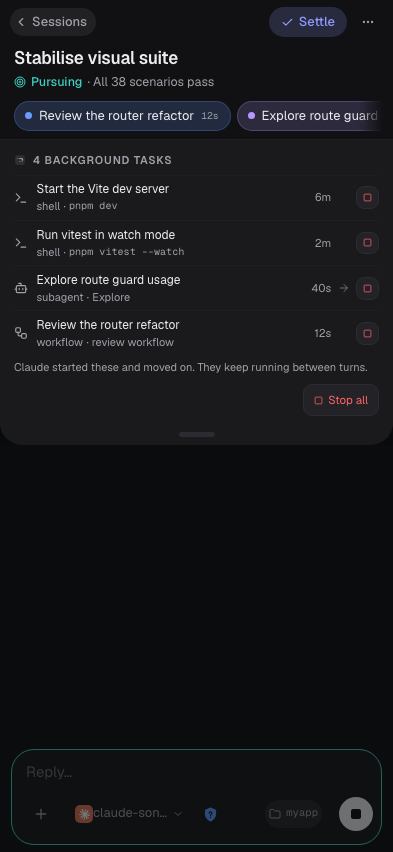 Sessions
Settle
Stabilise visual suite
Pursuing · All 38 scenarios pass
Review the router refactor 12s
Explore route guard
4 BACKGROUND TASKS
Start the Vite dev server
shell · pnpm dev
6m
Run vitest in watch mode
shell · pnpm vitest --watch
2m
Explore route guard usage
subagent · Explore
40s
Review the router refactor
workflow · review workflow
12s
Claude started these and moved on. They keep running between turns.
Stop all
Reply...
claude-son...
myapp